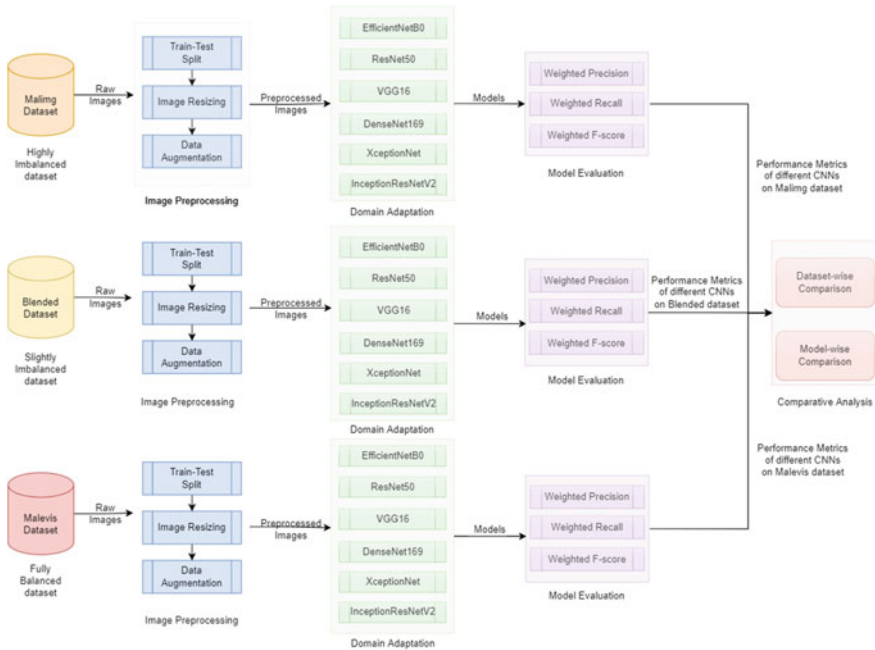 Malimg
Dataset
Highly
Imbalanced
dataset
Raw
Images
Train-Test
Split
Image Resizing
Data
Augmentation
Image Preprocessing
Preprocessed
Images
EfficientNetB0
ResNet50
VGG16
DenseNet169
XceptionNet
InceptionResNetV2
Domain Adaptation
Models
Weighted Precision
Weighted Recall
Weighted F-score
Model Evaluation
Performance Metrics
of different CNNs
on Malimg dataset
Blended
Dataset
Slightly
Imbalanced
dataset
Raw
Images
Train-Test
Split
Image Resizing
Data
Augmentation
Image Preprocessing
Preprocessed
Images
EfficientNetB0
ResNet50
VGG16
DenseNet169
XceptionNet
InceptionResNetV2
Domain Adaptation
Models
Weighted Precision
Weighted Recall
Weighted F-score
Model Evaluation
Performance Metrics
of different CNNs
on Blended dataset
Dataset-wise
Comparison
Model-wise
Comparison
Comparative Analysis
Malevis
Dataset
Fully
Balanced
dataset
Raw
Images
Train-Test
Split
Image Resizing
Data
Augmentation
Image Preprocessing
Preprocessed
Images
EfficientNetB0
ResNet50
VGG16
DenseNet169
XceptionNet
InceptionResNetV2
Domain Adaptation
Models
Weighted Precision
Weighted Recall
Weighted F-score
Model Evaluation
Performance Metrics
of different CNNs
on Malevis dataset